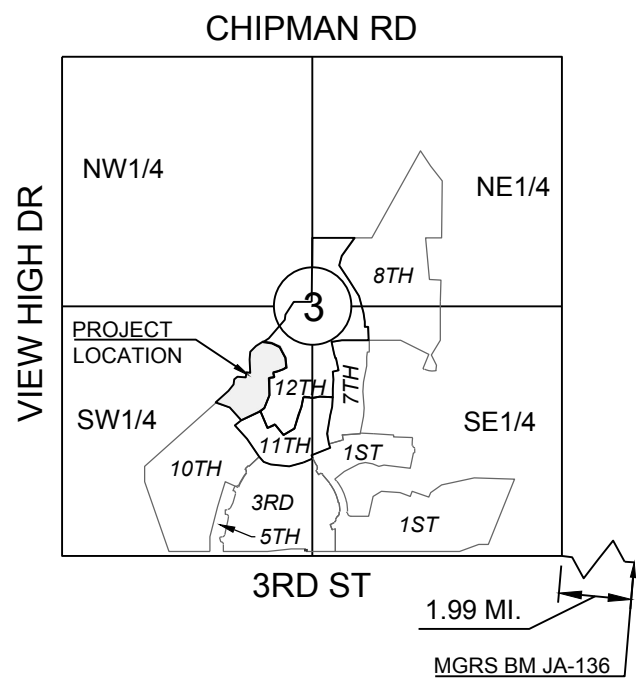 CHIPMAN RD
NW1/4
NE1/4
VIEW HIGH DR
8TH
3
PROJECT
LOCATION
12TH
7TH
SW1/4
SE1/4
11TH
1ST
10TH
3RD
1ST
5TH
3RD ST
1.99 MI.
MGRS BM JA-136